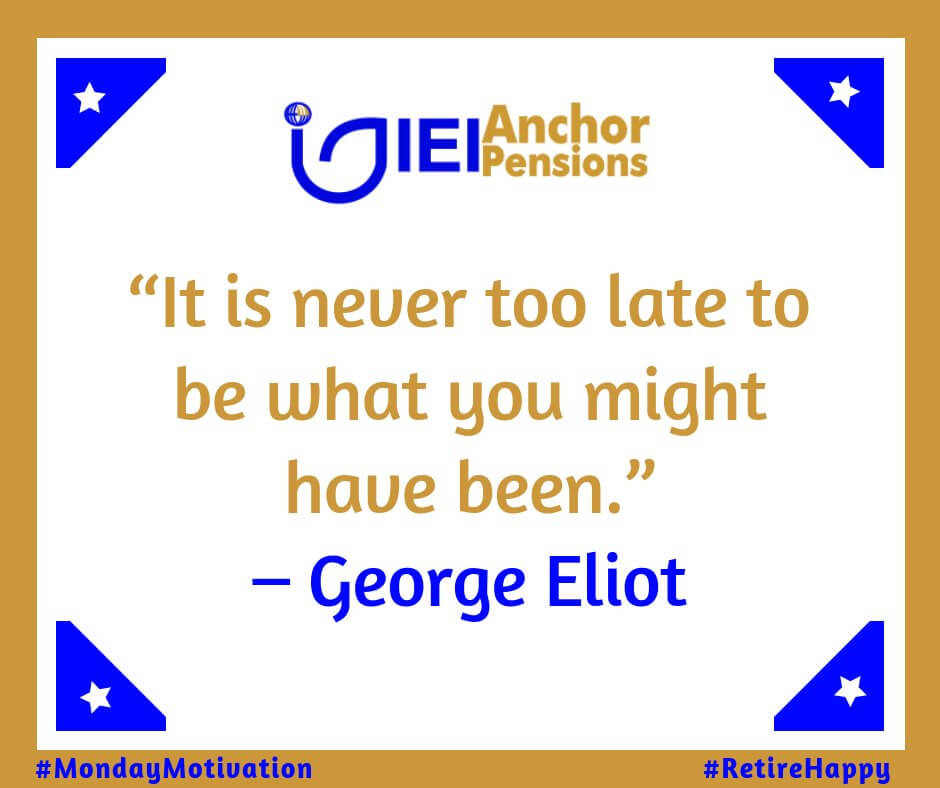 IEI Anchor
Pensions
“It is never too late to
be what you might
have been.”
– George Eliot
#MondayMotivation
#RetireHappy